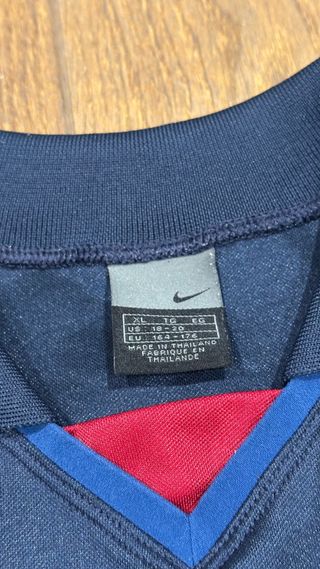 XL TG EG
US 18-20
EU 164-176
MADE IN THAILAND
FABRIQUE EN
THAILANDE